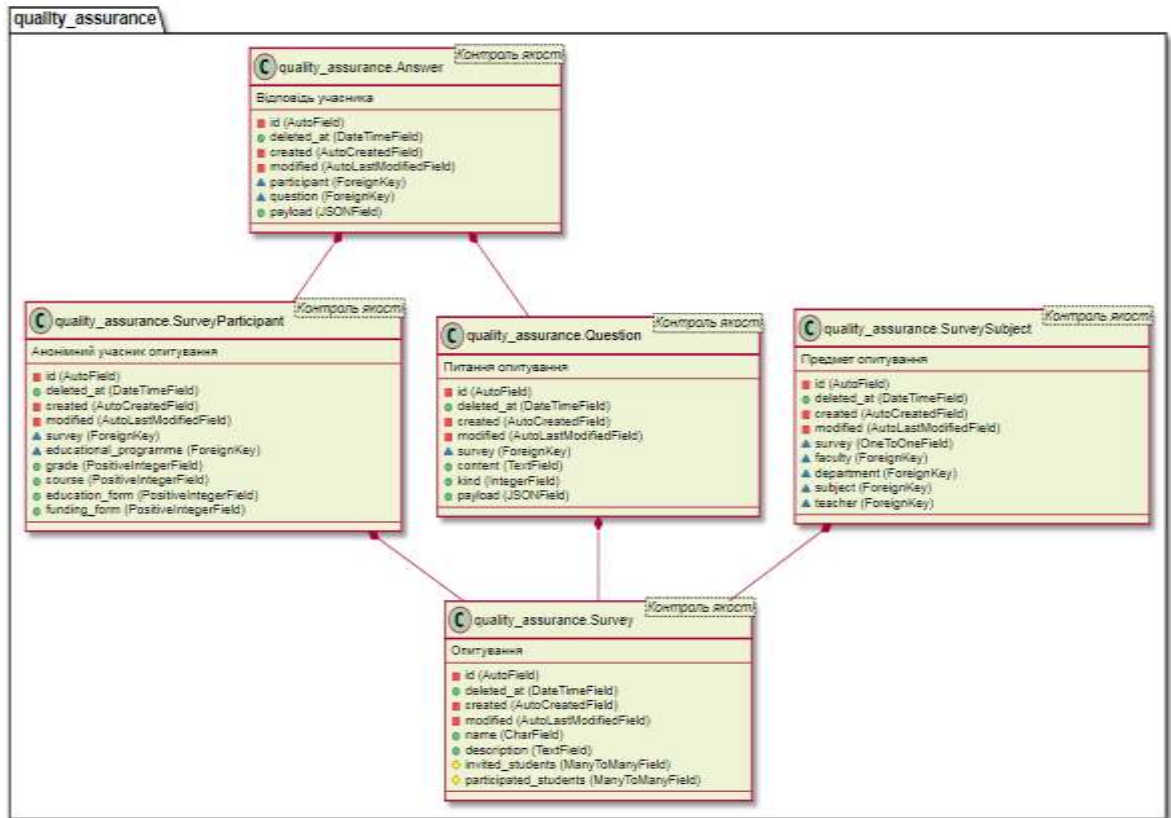 quality_assurance
Контроль якості
C quality_assurance.Answer
Відповідь учасника
id (AutoField)
deleted_at (DateTimeField)
created (AutoCreatedField)
modified (AutoLastModifiedField)
participant (ForeignKey)
question (ForeignKey)
payload (JSONField)
Контроль якості
C quality_assurance.SurveyParticipant
Анонімний учасник опитування
id (AutoField)
deleted_at (DateTimeField)
created (AutoCreatedField)
modified (AutoLastModifiedField)
survey (ForeignKey)
educational_programme (ForeignKey)
grade (PositiveIntegerField)
course (PositiveIntegerField)
education_form (PositiveIntegerField)
funding_form (PositiveIntegerField)
Контроль якості
C quality_assurance.Question
Питання опитування
id (AutoField)
deleted_at (DateTimeField)
created (AutoCreatedField)
modified (AutoLastModifiedField)
survey (ForeignKey)
content (TextField)
kind (IntegerField)
payload (JSONField)
Контроль якості
C quality_assurance.SurveySubject
Предмет опитування
id (AutoField)
deleted_at (DateTimeField)
created (AutoCreatedField)
modified (AutoLastModifiedField)
survey (OneToOneField)
faculty (ForeignKey)
department (ForeignKey)
subject (ForeignKey)
teacher (ForeignKey)
Контроль якості
C quality_assurance.Survey
Опитування
id (AutoField)
deleted_at (DateTimeField)
created (AutoCreatedField)
modified (AutoLastModifiedField)
name (CharField)
description (TextField)
invited_students (ManyToManyField)
participated_students (ManyToManyField)